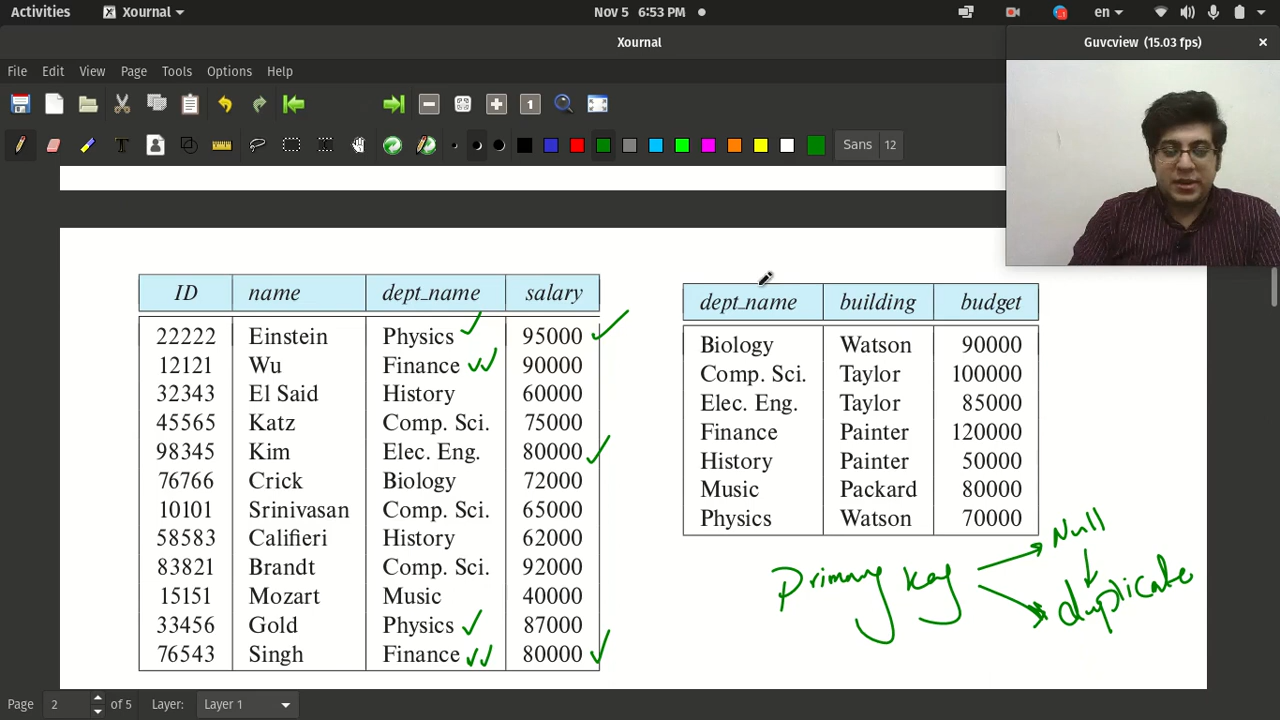 Activities Xournal Nov 5 6:53 PM en
Xournal
Guvcview (15.03 fps)
File Edit View Page Tools Options Help
Sans 12
ID name dept_name salary
22222 Einstein Physics 95000
12121 Wu Finance 90000
32343 El Said History 60000
45565 Katz Comp. Sci. 75000
98345 Kim Elec. Eng. 80000
76766 Crick Biology 72000
10101 Srinivasan Comp. Sci. 65000
58583 Califieri History 62000
83821 Brandt Comp. Sci. 92000
15151 Mozart Music 40000
33456 Gold Physics 87000
76543 Singh Finance 80000
dept_name building budget
Biology Watson 90000
Comp. Sci. Taylor 100000
Elec. Eng. Taylor 85000
Finance Painter 120000
History Painter 50000
Music Packard 80000
Physics Watson 70000
Null
Primary key
duplicate
Page 2 of 5 Layer: Layer 1